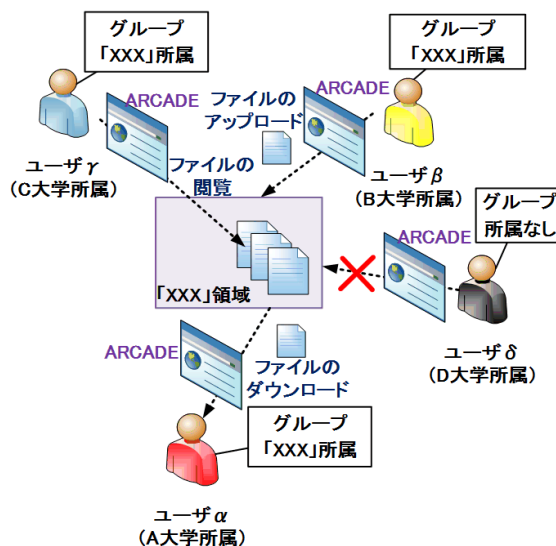 グループ
「XXX」所属
ARCADE
ユーザγ
（C大学所属）
ファイルの
閲覧
グループ
「XXX」所属
ARCADE
ファイルの
アップロード
ユーザβ
（B大学所属）
グループ
所属なし
ARCADE
ユーザδ
（D大学所属）
「XXX」領域
ARCADE
ファイルの
ダウンロード
グループ
「XXX」所属
ユーザα
（A大学所属）